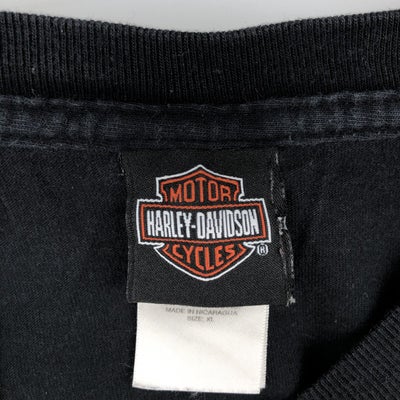 MOTOR
HARLEY-DAVIDSON
CYCLES
®
MADE IN NICARAGUA
SIZE: XL